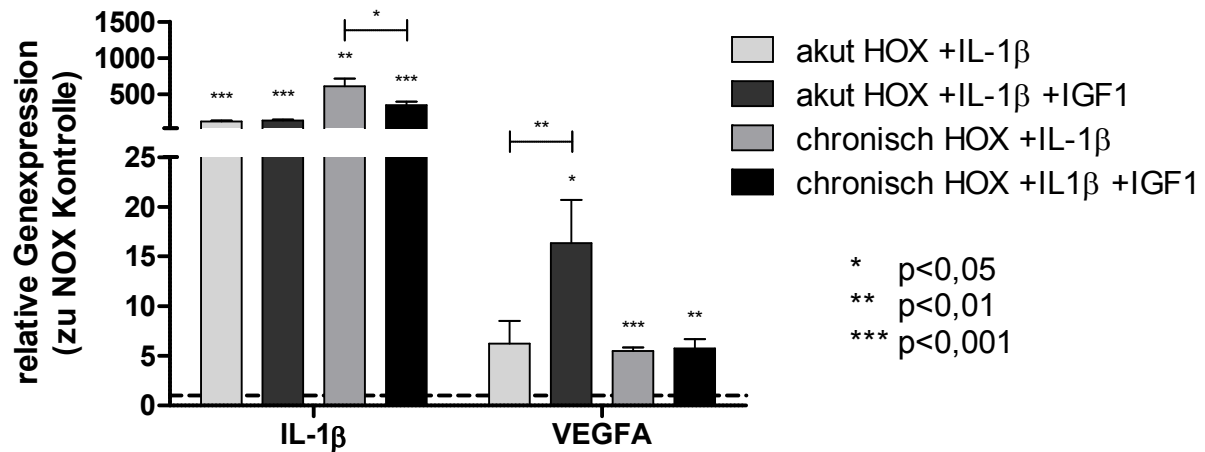 relative Genexpression
(zu NOX Kontrolle)
1500
1000
500
25
20
15
10
5
0
***
***
**
***
*
**
*
***
**
IL-1β
VEGFA
akut HOX +IL-1β
akut HOX +IL-1β +IGF1
chronisch HOX +IL-1β
chronisch HOX +IL1β +IGF1
* p<0,05
** p<0,01
*** p<0,001